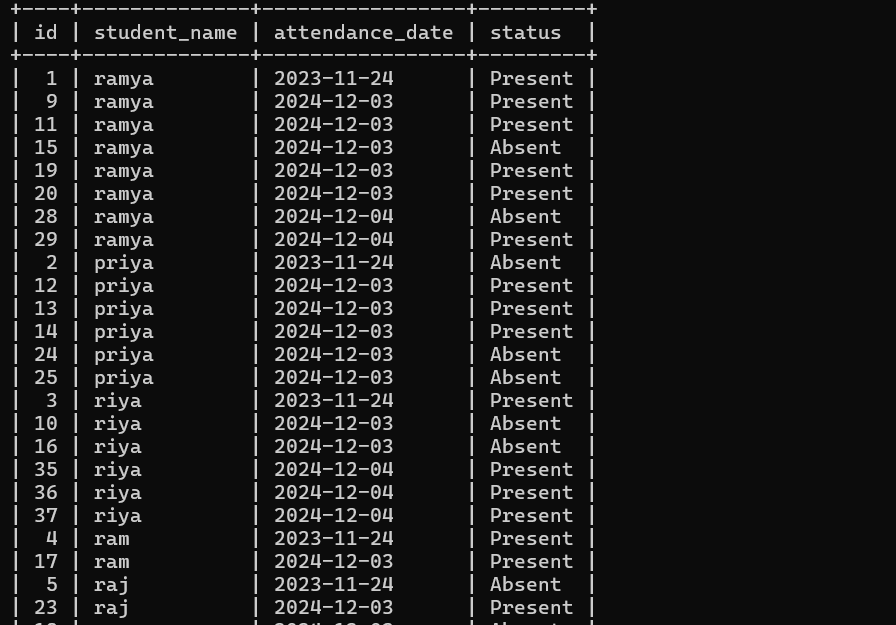 +----+--------------+-----------------+---------+
| id | student_name | attendance_date | status  |
+----+--------------+-----------------+---------+
|  1 | ramya        | 2023-11-24      | Present |
|  9 | ramya        | 2024-12-03      | Present |
| 11 | ramya        | 2024-12-03      | Present |
| 15 | ramya        | 2024-12-03      | Absent  |
| 19 | ramya        | 2024-12-03      | Present |
| 20 | ramya        | 2024-12-03      | Present |
| 28 | ramya        | 2024-12-04      | Absent  |
| 29 | ramya        | 2024-12-04      | Present |
|  2 | priya        | 2023-11-24      | Absent  |
| 12 | priya        | 2024-12-03      | Present |
| 13 | priya        | 2024-12-03      | Present |
| 14 | priya        | 2024-12-03      | Present |
| 24 | priya        | 2024-12-03      | Absent  |
| 25 | priya        | 2024-12-03      | Absent  |
|  3 | riya         | 2023-11-24      | Present |
| 10 | riya         | 2024-12-03      | Absent  |
| 16 | riya         | 2024-12-03      | Absent  |
| 35 | riya         | 2024-12-04      | Present |
| 36 | riya         | 2024-12-04      | Present |
| 37 | riya         | 2024-12-04      | Present |
|  4 | ram          | 2023-11-24      | Present |
| 17 | ram          | 2024-12-03      | Present |
|  5 | raj          | 2023-11-24      | Absent  |
| 23 | raj          | 2024-12-03      | Present |